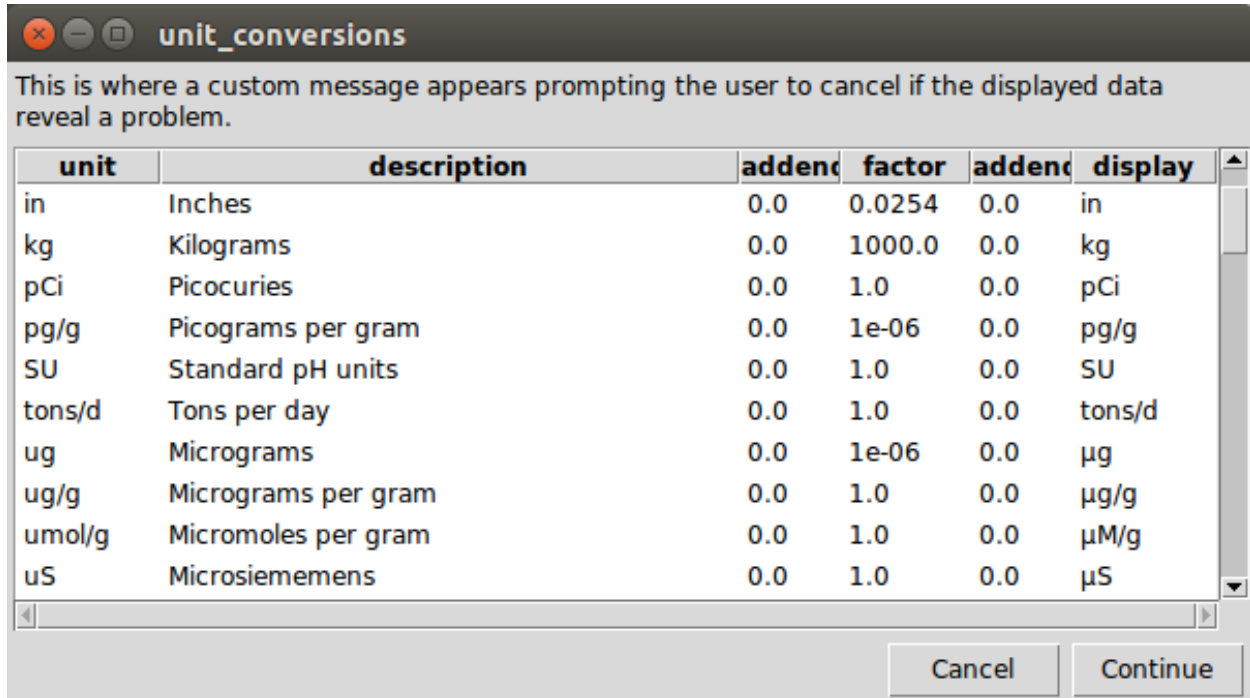 unit_conversions
This is where a custom message appears prompting the user to cancel if the displayed data
reveal a problem.
unit description addend factor addend display
in Inches 0.0 0.0254 0.0 in
kg Kilograms 0.0 1000.0 0.0 kg
pCi Picocuries 0.0 1.0 0.0 pCi
pg/g Picograms per gram 0.0 1e-06 0.0 pg/g
SU Standard pH units 0.0 1.0 0.0 SU
tons/d Tons per day 0.0 1.0 0.0 tons/d
ug Micrograms 0.0 1e-06 0.0 µg
ug/g Micrograms per gram 0.0 1.0 0.0 µg/g
umol/g Micromoles per gram 0.0 1.0 0.0 µM/g
uS Microsiememens 0.0 1.0 0.0 µS
Cancel Continue